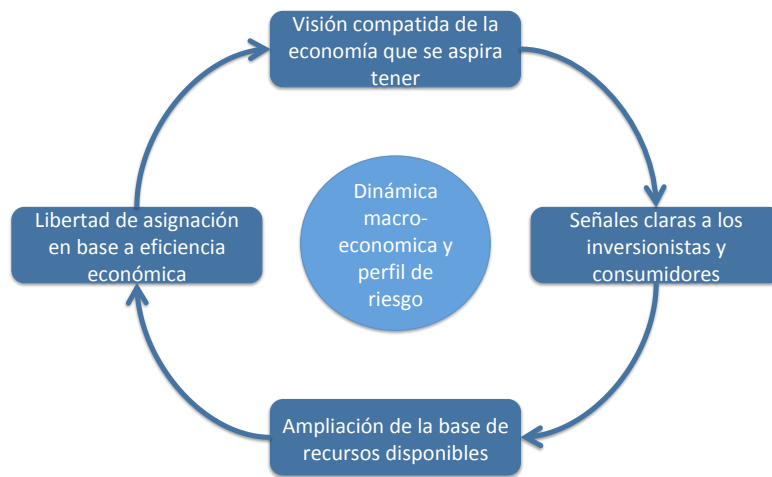 Visión compatida de la
economía que se aspira
tener
Libertad de asignación
en base a eficiencia
económica
Dinámica
macro-
economica y
perfil de
riesgo
Señales claras a los
inversionistas y
consumidores
Ampliación de la base de
recursos disponibles